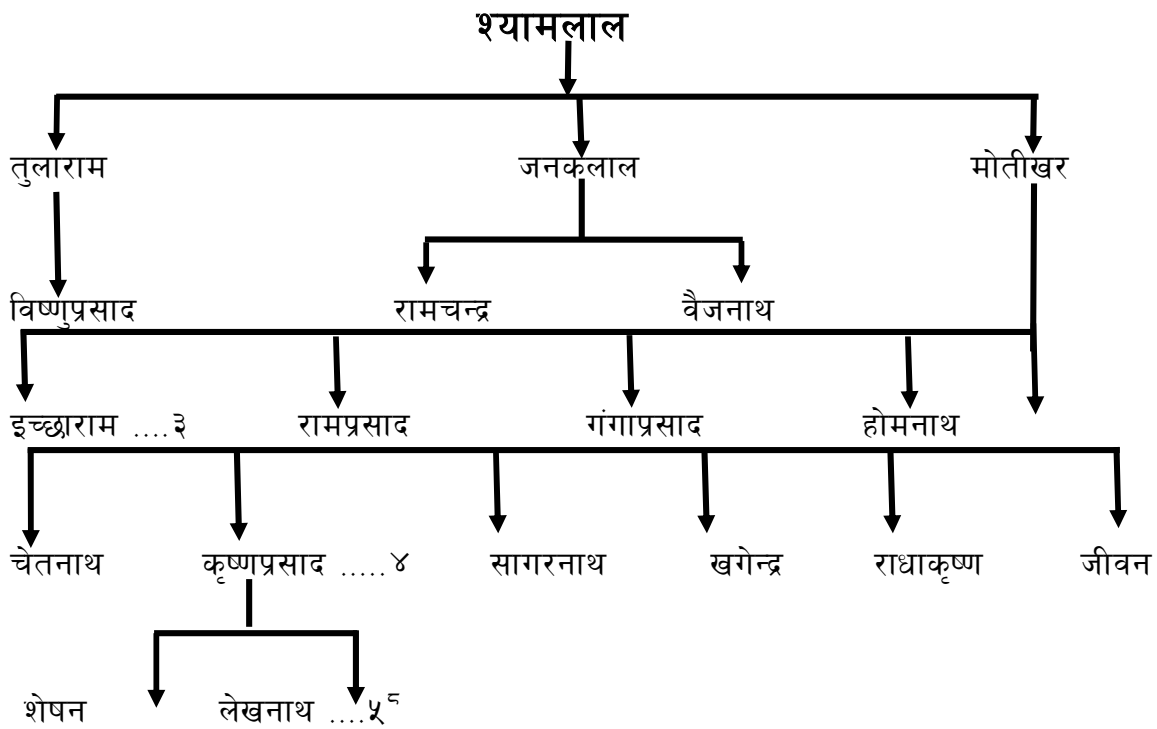 श्यामलाल
तुलाराम जनकलाल मोतीखर
विष्णुप्रसाद रामचन्द्र वैजनाथ
इच्छाराम ....३ रामप्रसाद गंगाप्रसाद होमनाथ
चेतनाथ कृष्णप्रसाद .....४ सागरनाथ खगेन्द्र राधाकृष्ण जीवन
शेषन लेखनाथ ....५८